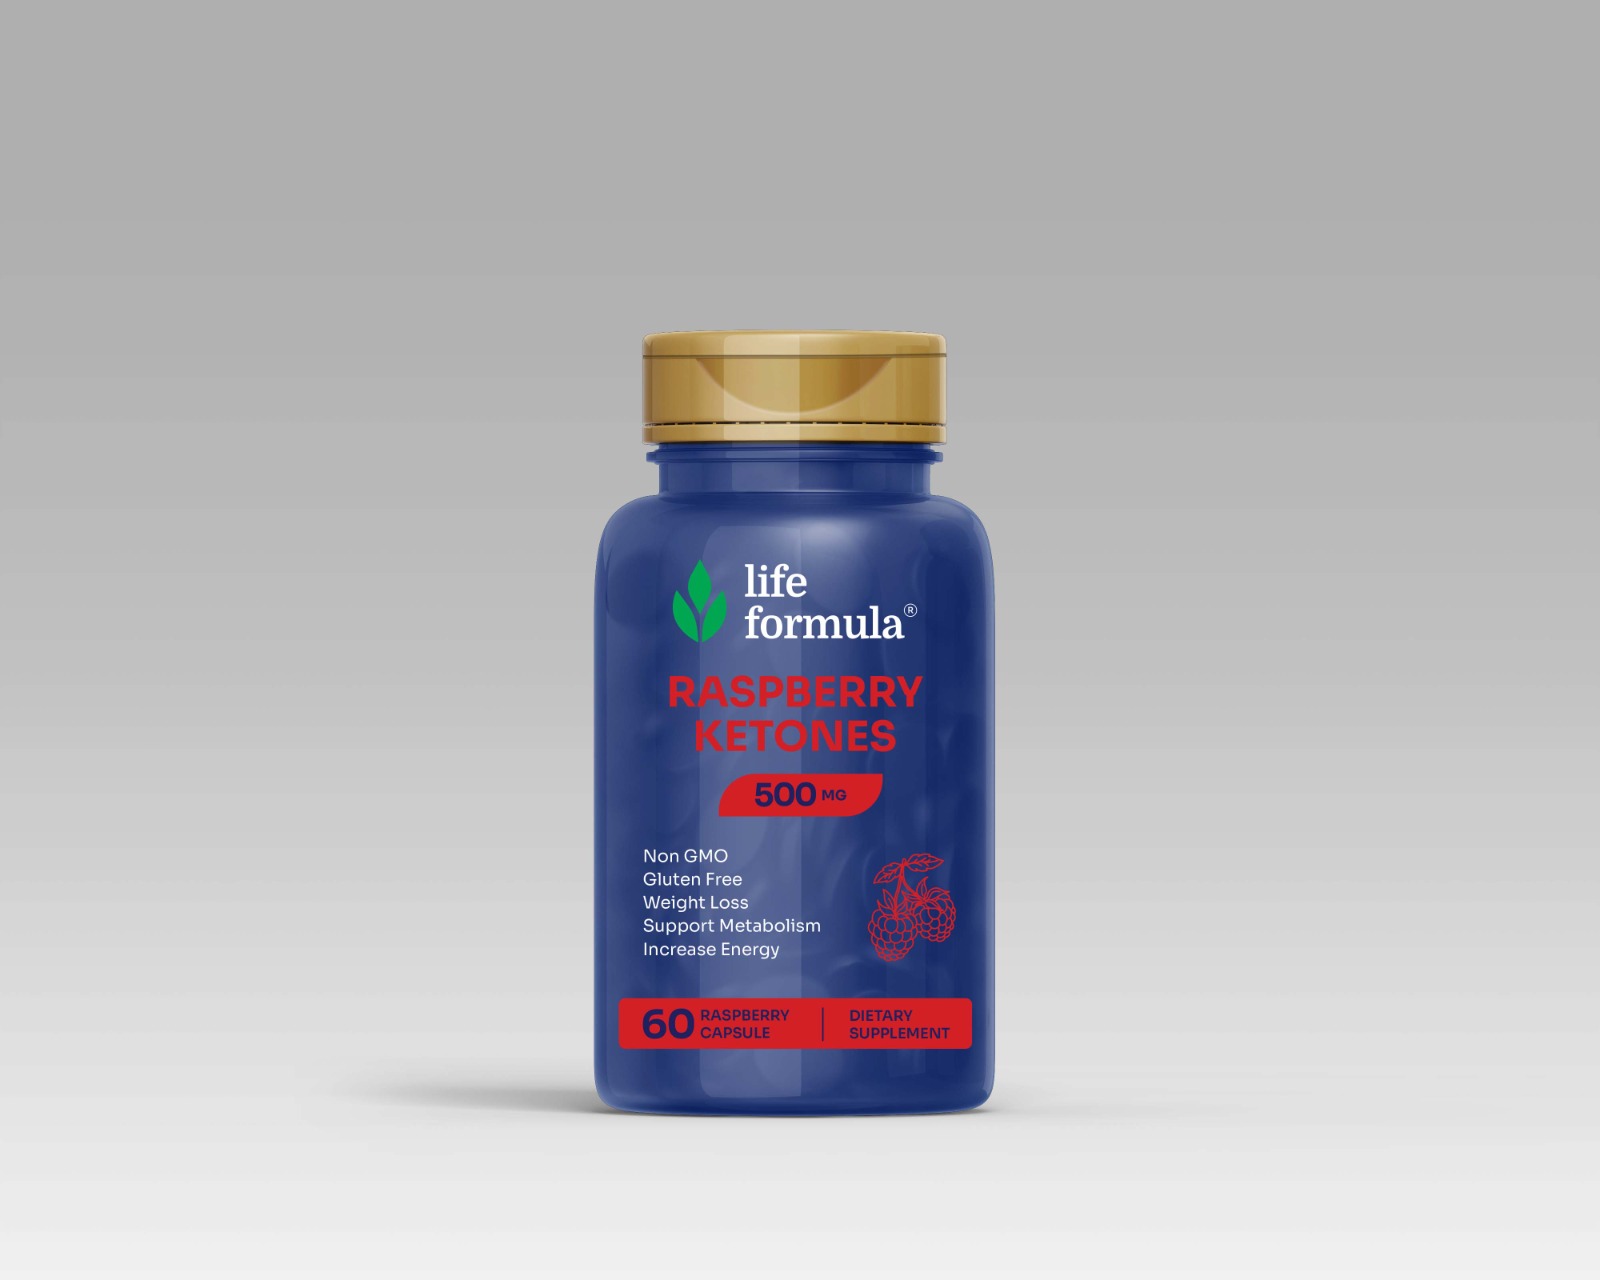 life
formula®
RASPBERRY
KETONES
500 MG
Non GMO
Gluten Free
Weight Loss
Support Metabolism
Increase Energy
60 RASPBERRY
CAPSULE
DIETARY
SUPPLEMENT